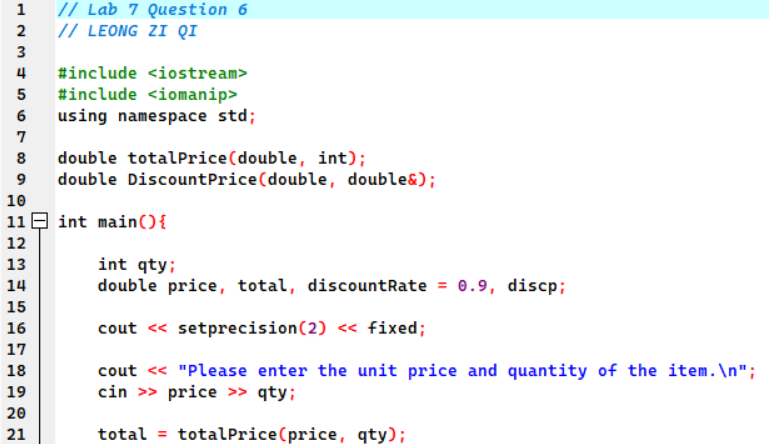 1 // Lab 7 Question 6
2 // LEONG ZI QI
3
4 #include <iostream>
5 #include <iomanip>
6 using namespace std;
7
8 double totalPrice(double, int);
9 double DiscountPrice(double, double&);
10
11 int main(){
12
13 int qty;
14 double price, total, discountRate = 0.9, discp;
15
16 cout << setprecision(2) << fixed;
17
18 cout << "Please enter the unit price and quantity of the item.\n";
19 cin >> price >> qty;
20
21 total = totalPrice(price, qty);